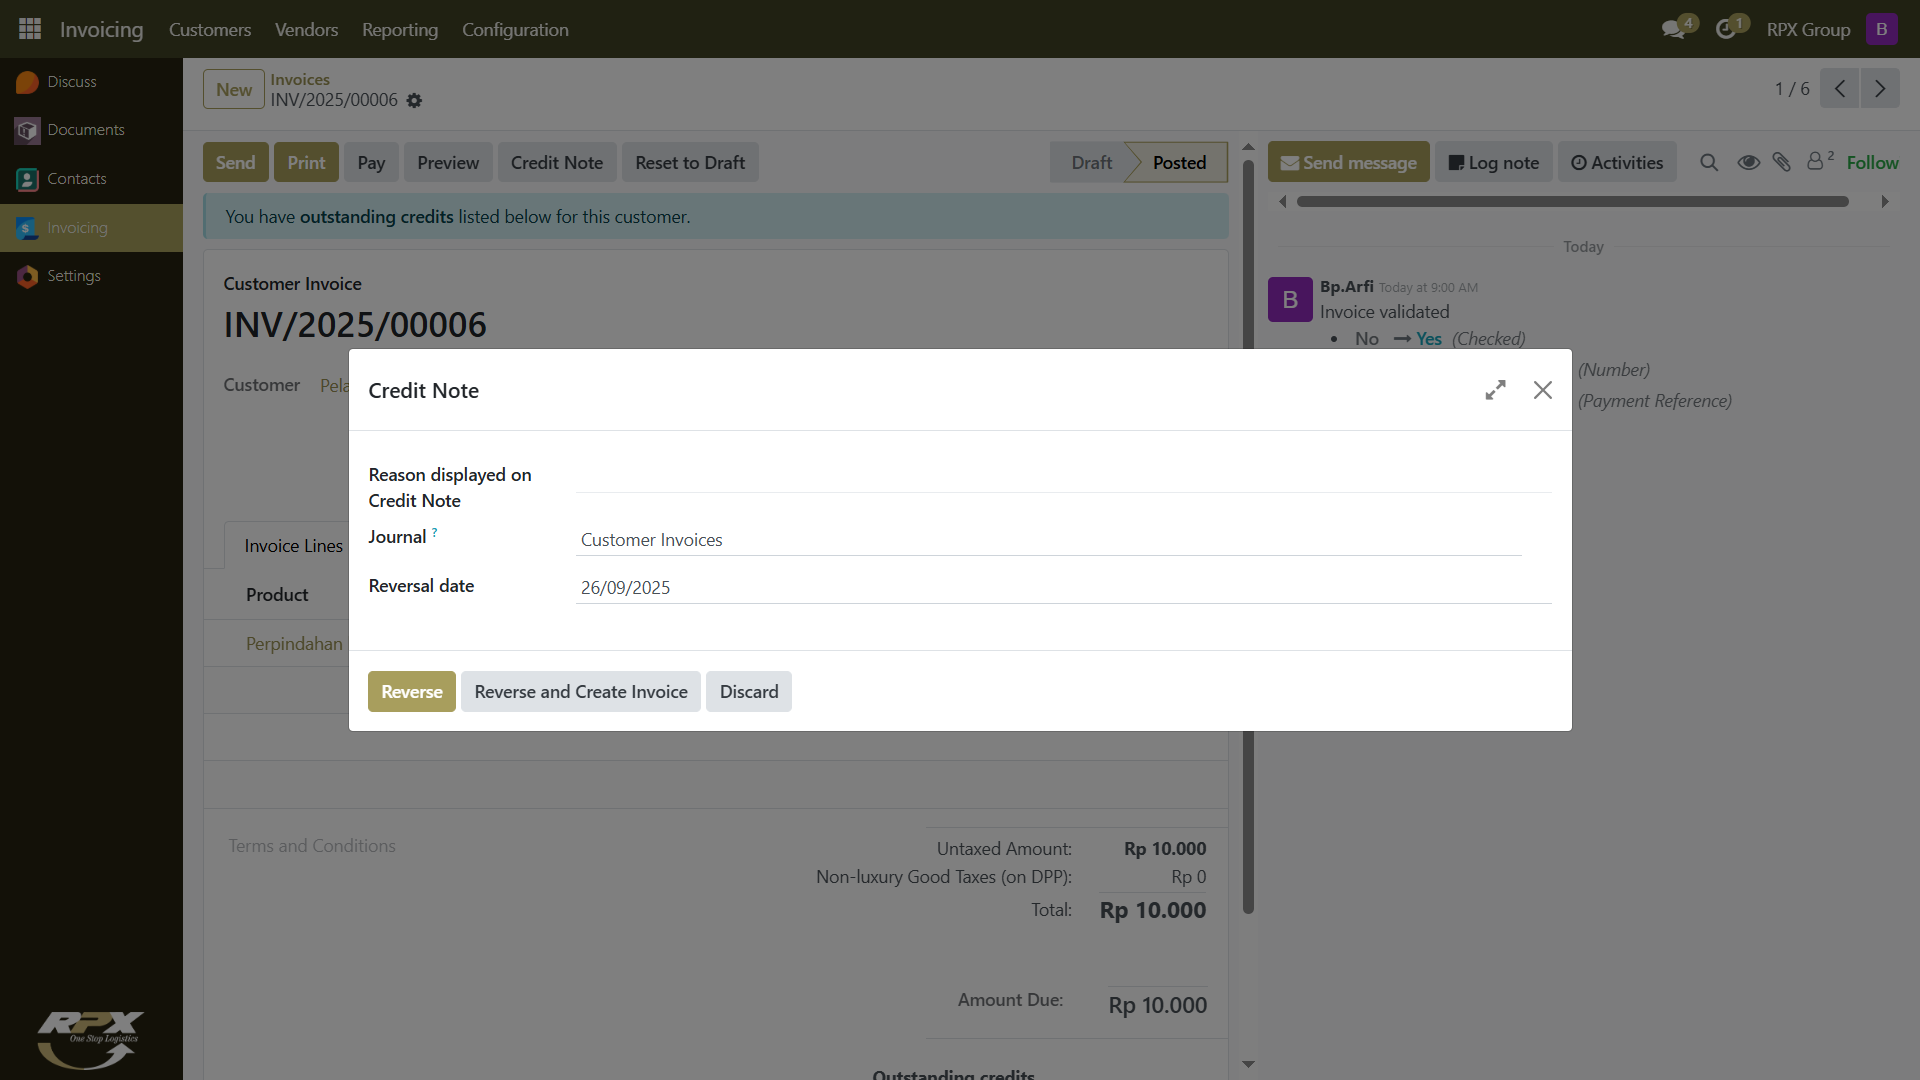 Invoicing Customers Vendors Reporting Configuration 4 1 RPX Group B
Discuss
Documents
Contacts
Invoicing
Settings
RPX
One Stop Logistics
New
Invoices
INV/2025/00006
1 / 6
Send Print Pay Preview Credit Note Reset to Draft
Draft Posted
You have outstanding credits listed below for this customer.
Customer Invoice
INV/2025/00006
Customer
Invoice Lines
Product
Perpindahan
Terms and Conditions
Untaxed Amount: Rp 10.000
Non-luxury Good Taxes (on DPP): Rp 0
Total: Rp 10.000
Amount Due: Rp 10.000
Outstanding credits
Send message Log note Activities 2 Follow
Today
B
Bp.Arfi Today at 9:00 AM
Invoice validated
• No → Yes (Checked)
(Number)
(Payment Reference)
Credit Note
Reason displayed on
Credit Note
Journal ? Customer Invoices
Reversal date 26/09/2025
Reverse Reverse and Create Invoice Discard